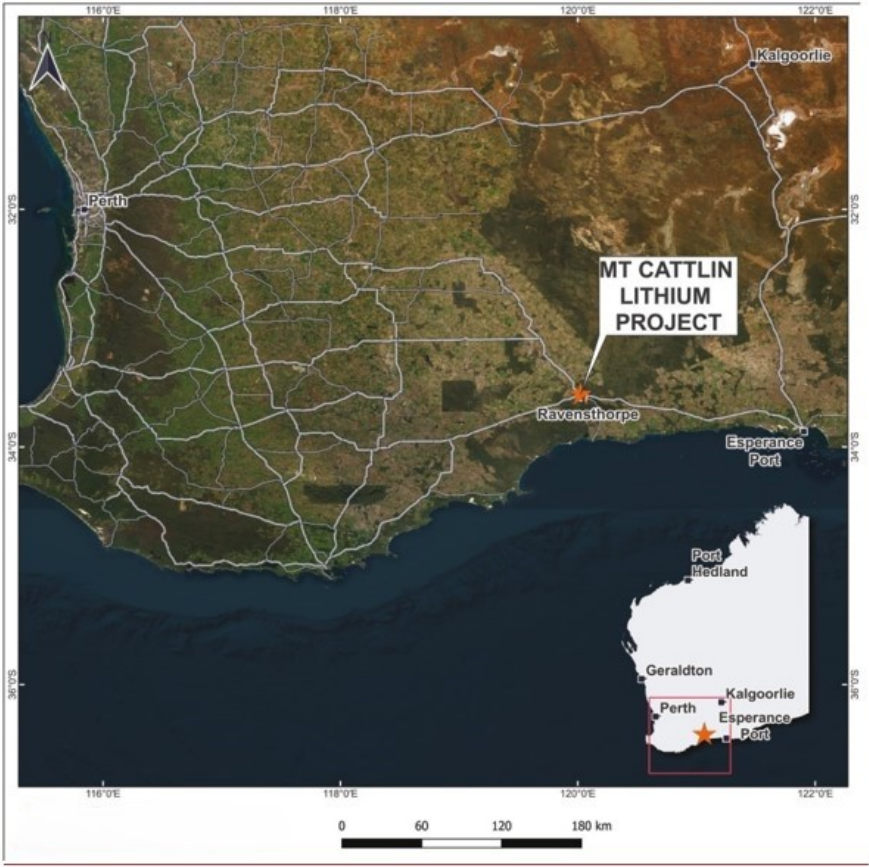 116°0'E
118°0'E
120°0'E
122°0'E
N
Kalgoorlie
32°S
Perth
32°S
MT CATTLIN
LITHIUM
PROJECT
Ravensthorpe
34°0'S
Esperance
Port
34°0'S
Port
Hedland
36°0'S
Geraldton
Kalgoorlie
Perth
Esperance
Port
36°0'S
116°0'E
118°0'E
120°0'E
122°0'E
0 60 120 180 km